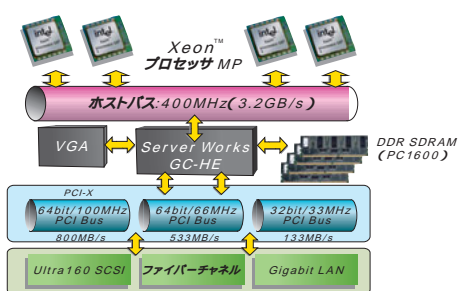 Xeon™
プロセッサ MP
ホストバス:400MHz(3.2GB/s)
VGA
Server Works
GC-HE
DDR SDRAM
(PC1600)
PCI-X
64bit/100MHz
PCI Bus
64bit/66MHz
PCI Bus
32bit/33MHz
PCI Bus
800MB/s
533MB/s
133MB/s
Ultra160 SCSI
ファイバーチャネル
Gigabit LAN